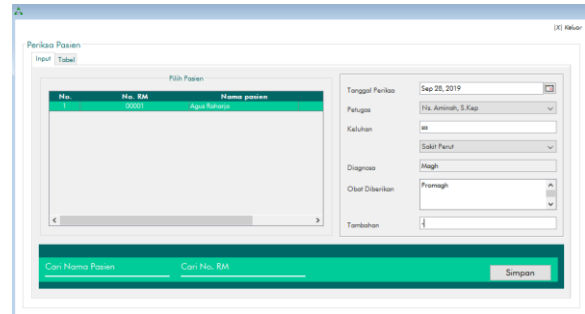 [X] Keluar
Periksa Pasien
Input Tabel
Pilih Pasien
No. No. RM Nama pasien
1 00001 Agus Raharjo
Tanggal Periksa Sep 28, 2019
Petugas Ns. Aminah, S.Kep
Keluhan
Sakit Perut
Diagnosa Magh
Obat Diberikan Promagh
Tambahan -
Cari Nama Pasien Cari No. RM
Simpan